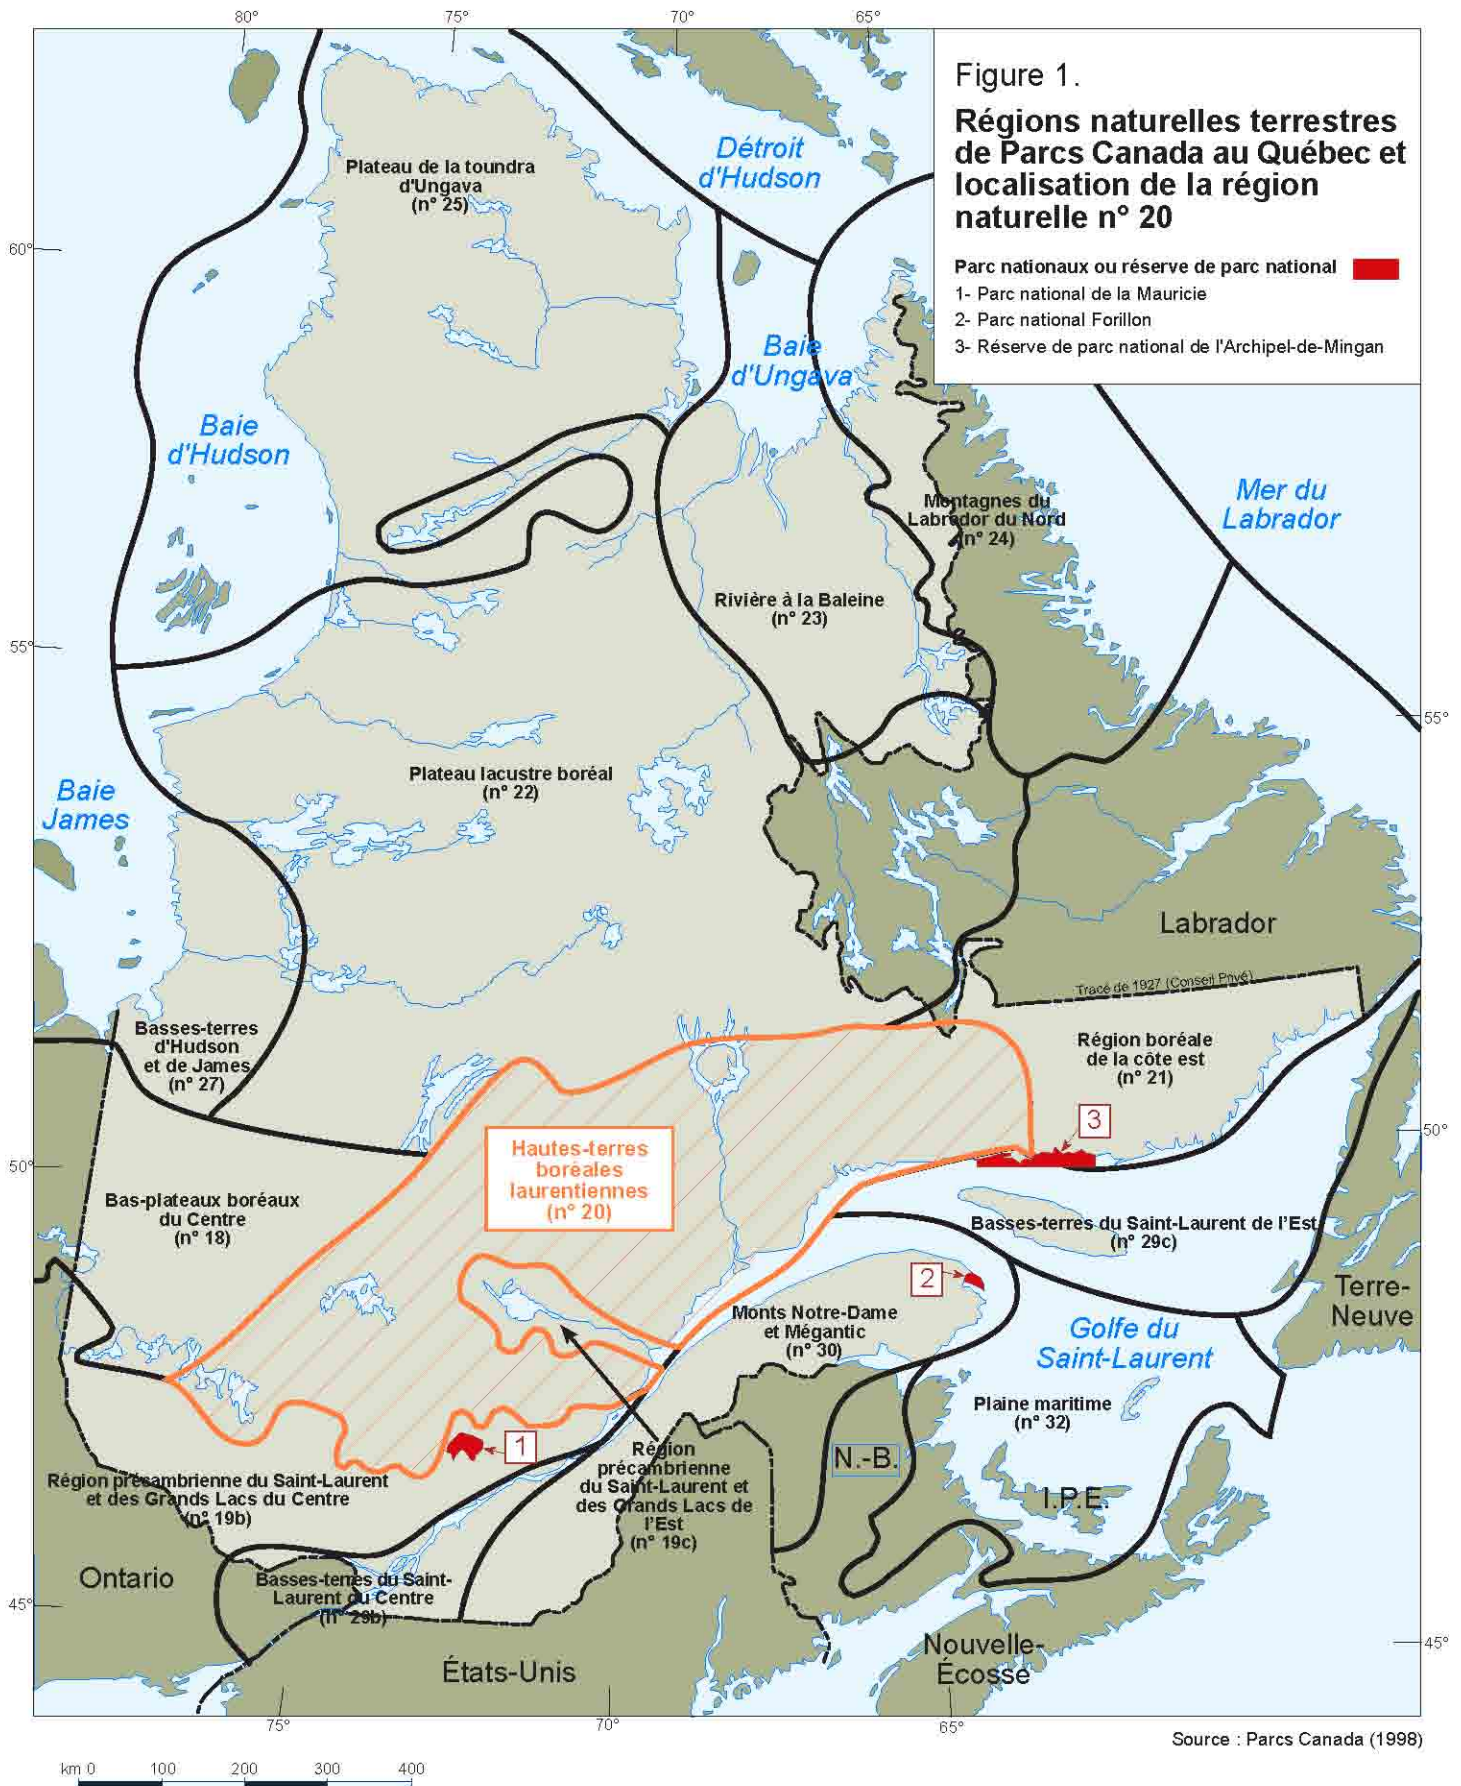 80°
75°
70°
65°
Figure 1.
Régions naturelles terrestres
de Parcs Canada au Québec et
localisation de la région
naturelle n° 20
Parc nationaux ou réserve de parc national
1- Parc national de la Mauricie
2- Parc national Forillon
3- Réserve de parc national de l'Archipel-de-Mingan
Détroit
d'Hudson
Plateau de la toundra
d'Ungava
(n° 25)
60°
Baie
d'Ungava
Baie
d'Hudson
Mer du
Labrador
Montagnes du
Labrador du Nord
(n° 24)
Rivière à la Baleine
(n° 23)
55°
55°
Plateau lacustre boréal
(n° 22)
Baie
James
Labrador
Tracé de 1927 (Conseil Privé)
Basses-terres
d'Hudson
et de James
(n° 27)
Région boréale
de la côte est
(n° 21)
3
50°
50°
Hautes-terres
boréales
laurentiennes
(n° 20)
Bas-plateaux boréaux
du Centre
(n° 18)
Basses-terres du Saint-Laurent de l'Est
(n° 29c)
2
Terre-
Neuve
Monts Notre-Dame
et Mégantic
(n° 30)
Golfe du
Saint-Laurent
Plaine maritime
(n° 32)
1
N.-B.
Région
précambrienne
du Saint-Laurent et
des Grands Lacs de
l'Est
(n° 19c)
Région précambrienne du Saint-Laurent
et des Grands Lacs du Centre
(n° 19b)
I.P.E.
Ontario
Basses-terres du Saint-
Laurent du Centre
(n° 29b)
45°
45°
États-Unis
Nouvelle-
Écosse
75°
70°
65°
Source : Parcs Canada (1998)
km 0 100 200 300 400